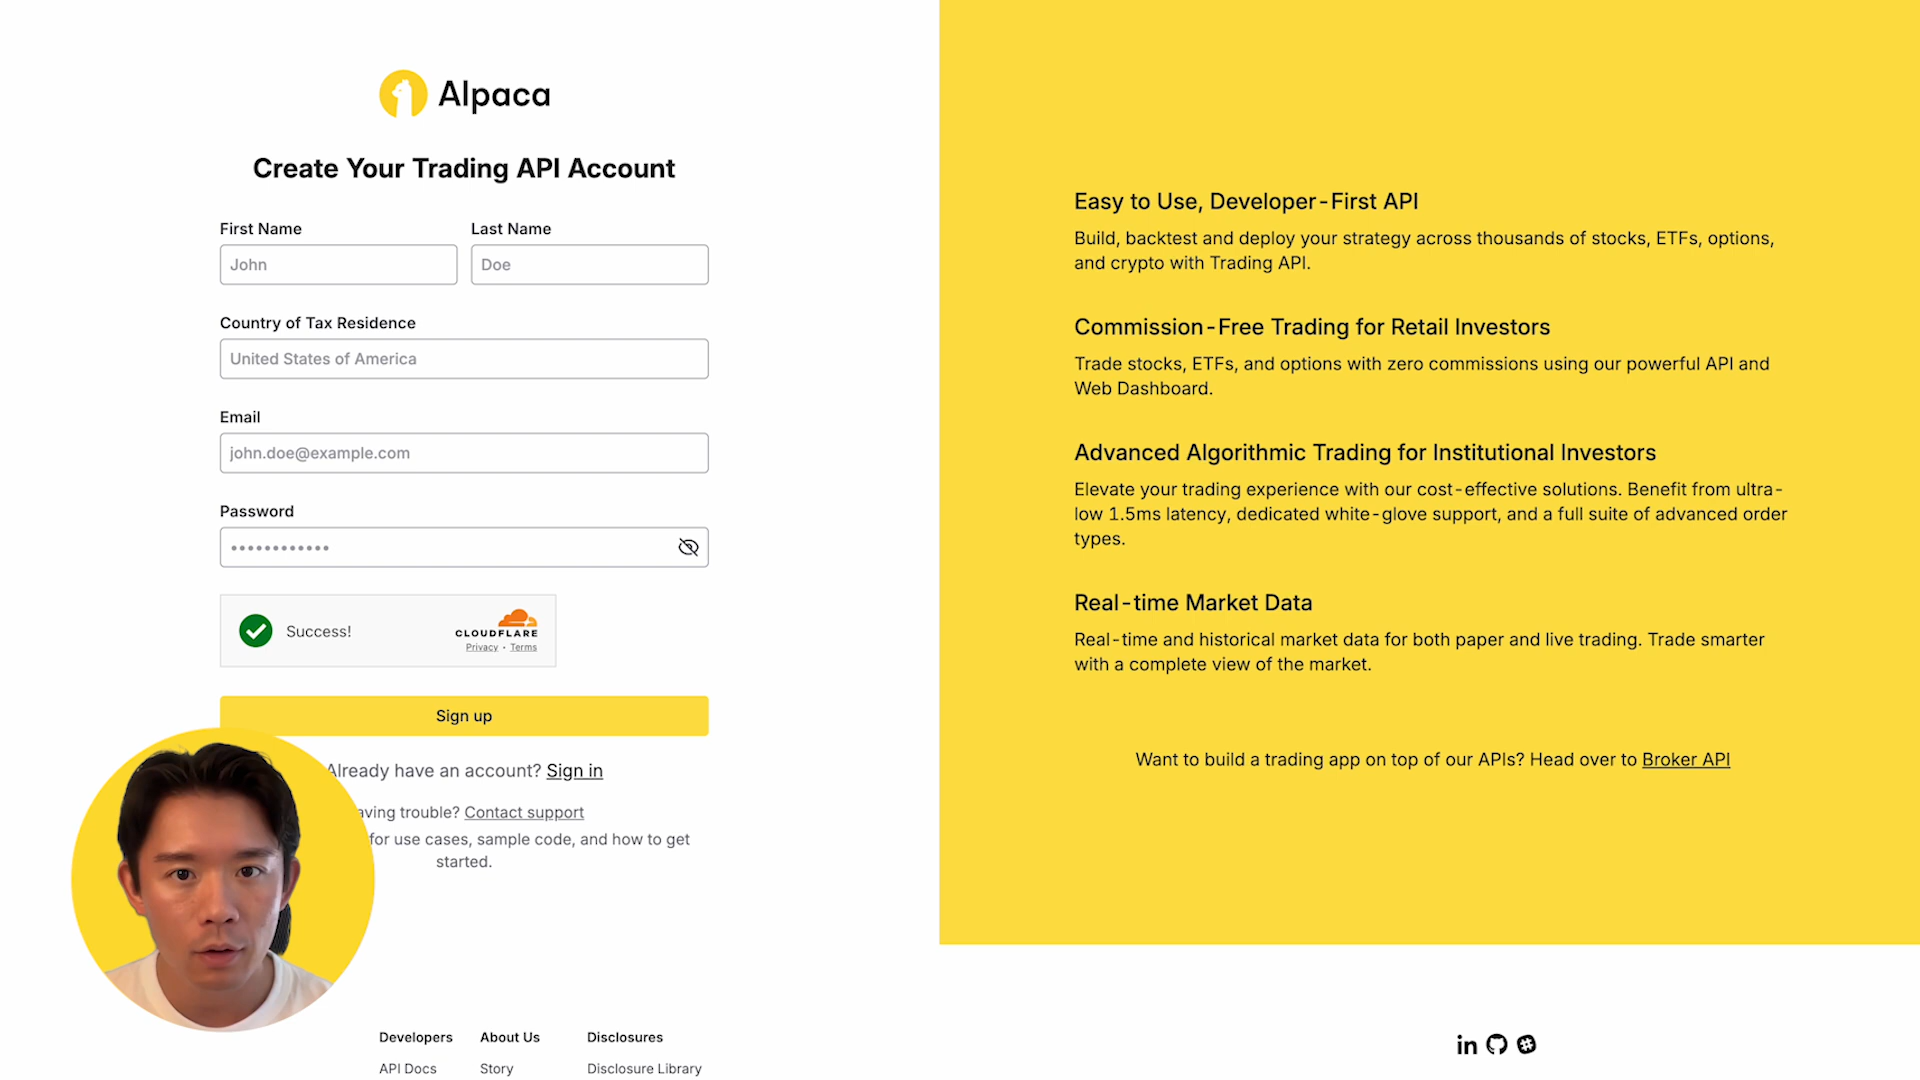 Alpaca
Create Your Trading API Account
First Name
Last Name
John
Doe
Country of Tax Residence
United States of America
Email
john.doe@example.com
Password
Success!
CLOUDFLARE
Privacy • Terms
Sign up
Already have an account? Sign in
aving trouble? Contact support
for use cases, sample code, and how to get
started.
Easy to Use, Developer-First API
Build, backtest and deploy your strategy across thousands of stocks, ETFs, options,
and crypto with Trading API.
Commission-Free Trading for Retail Investors
Trade stocks, ETFs, and options with zero commissions using our powerful API and
Web Dashboard.
Advanced Algorithmic Trading for Institutional Investors
Elevate your trading experience with our cost-effective solutions. Benefit from ultra-
low 1.5ms latency, dedicated white-glove support, and a full suite of advanced order
types.
Real-time Market Data
Real-time and historical market data for both paper and live trading. Trade smarter
with a complete view of the market.
Want to build a trading app on top of our APIs? Head over to Broker API
Developers
About Us
Disclosures
API Docs
Story
Disclosure Library
in